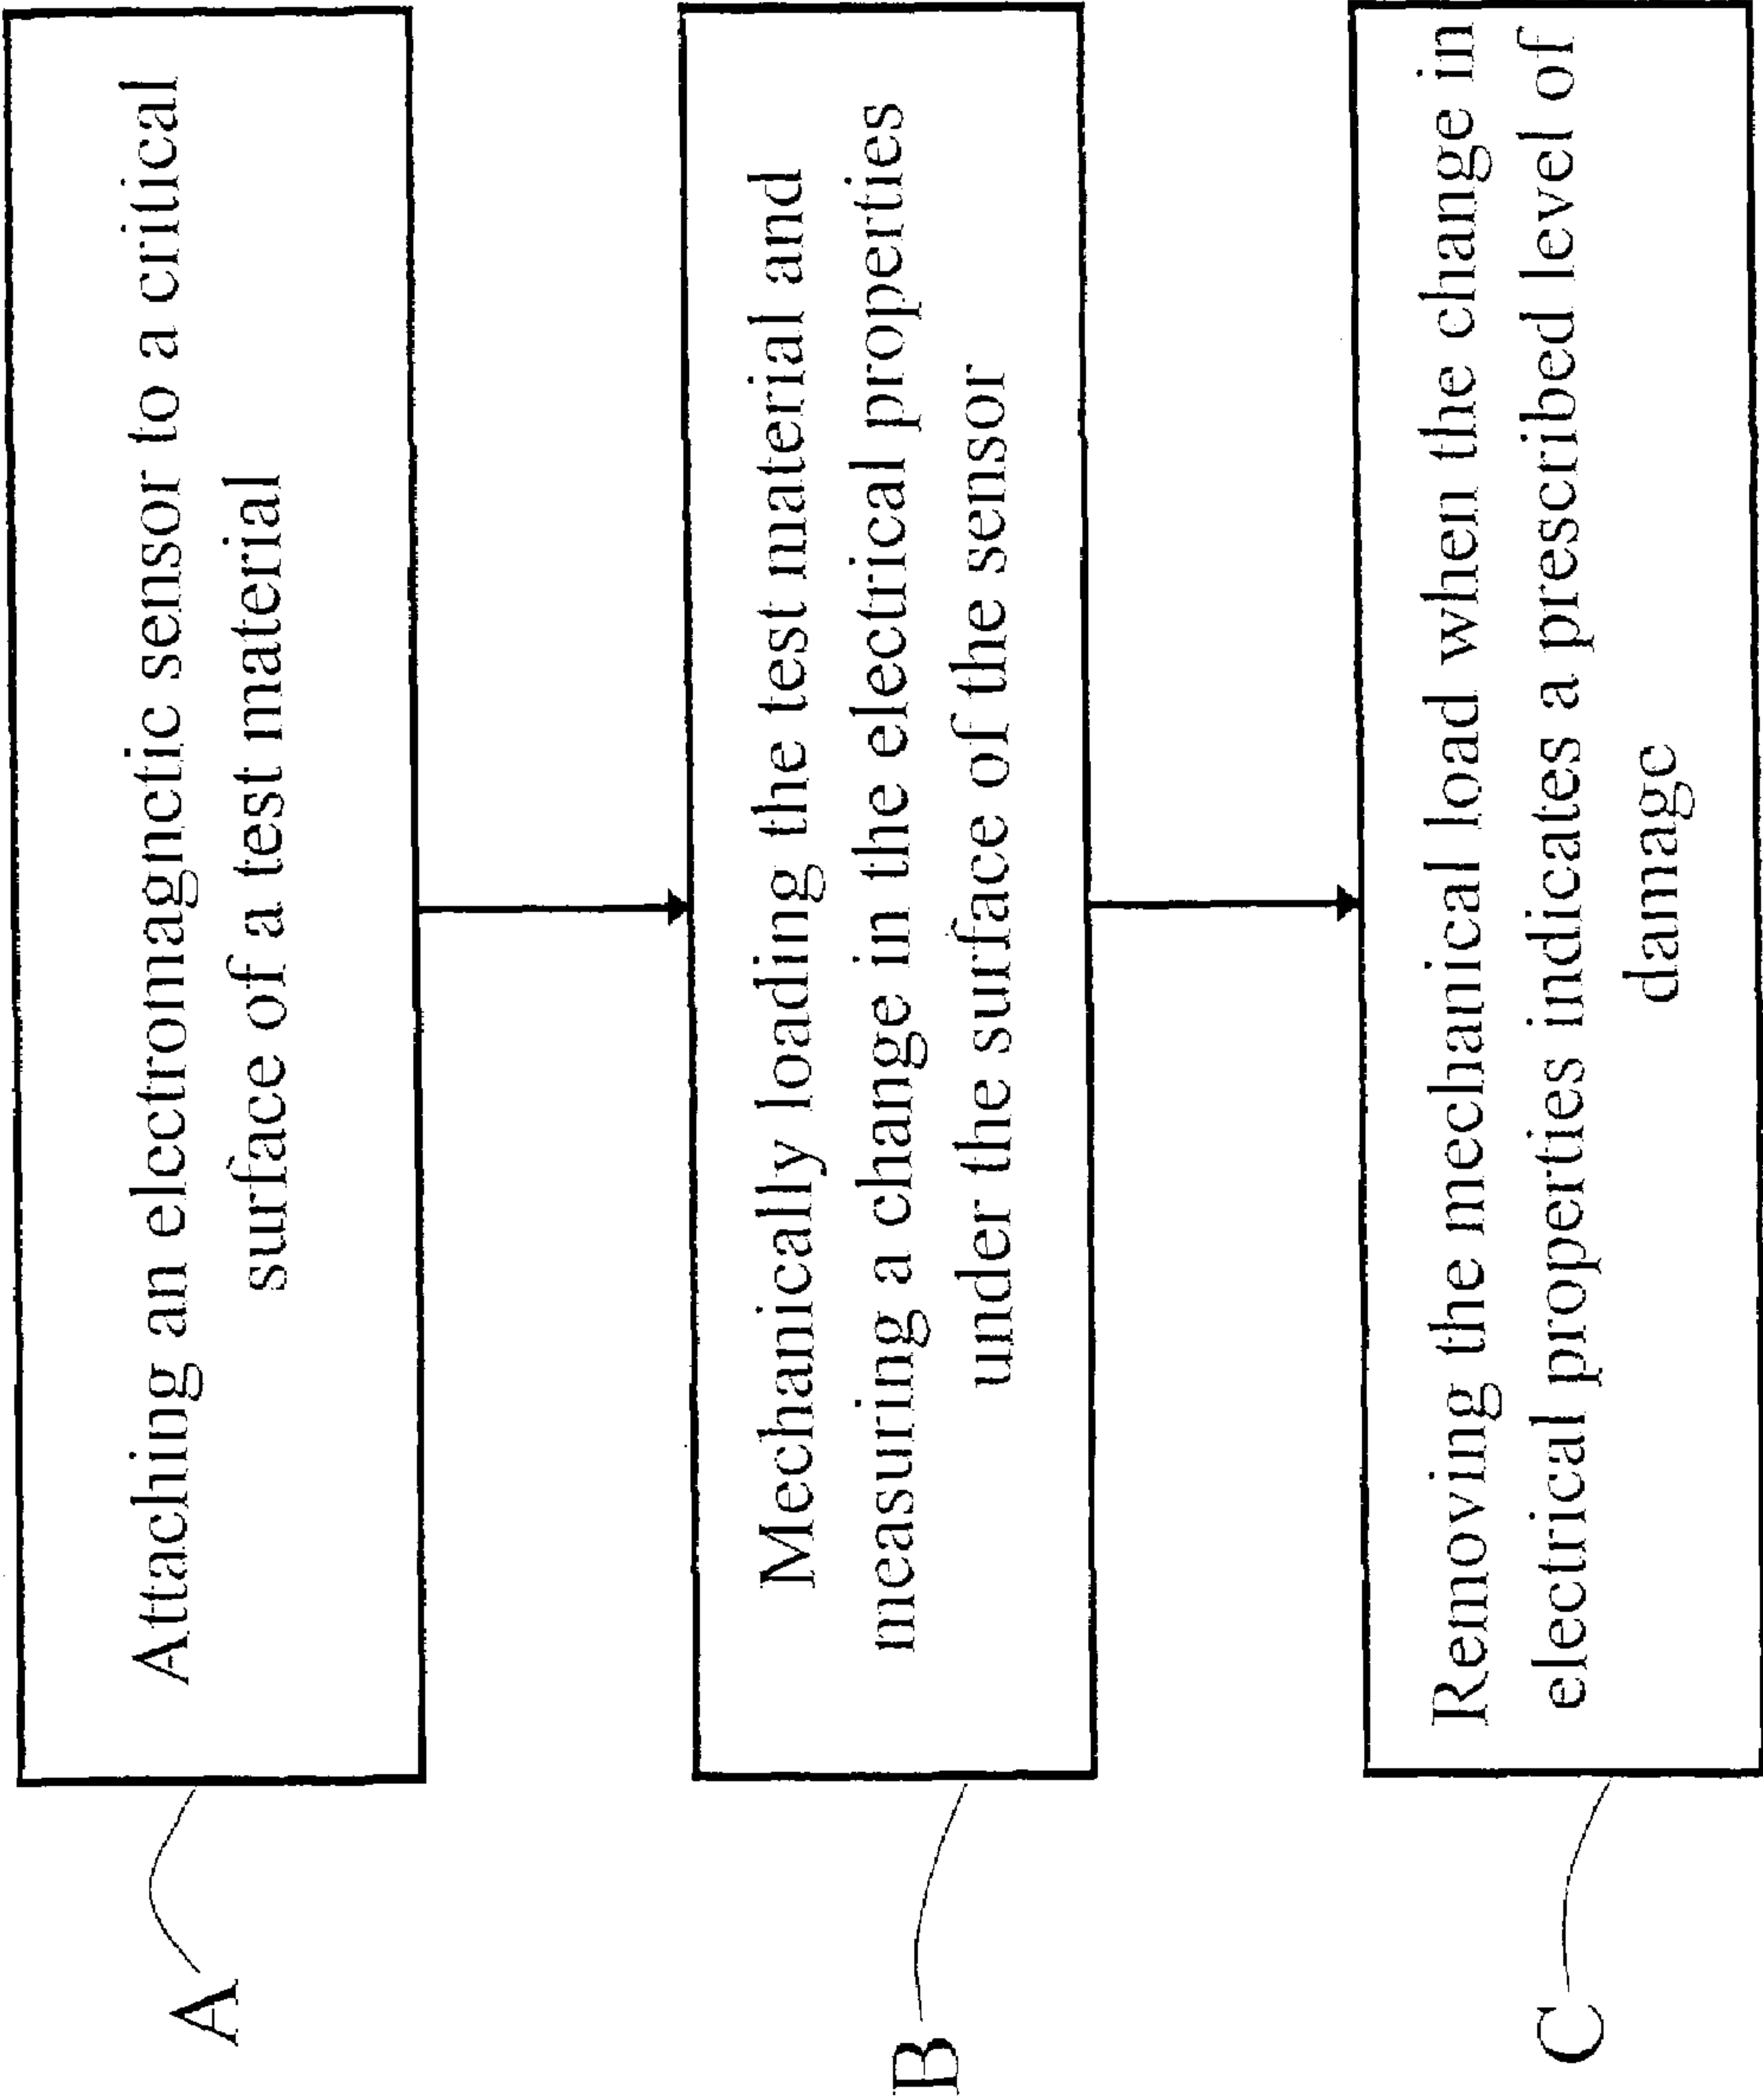 A
Attaching an electromagnetic sensor to a critical
surface of a test material
B
Mechanically loading the test material and
measuring a change in the electrical properties
under the surface of the sensor
C
Removing the mechanical load when the change in
electrical properties indicates a prescribed level of
damage